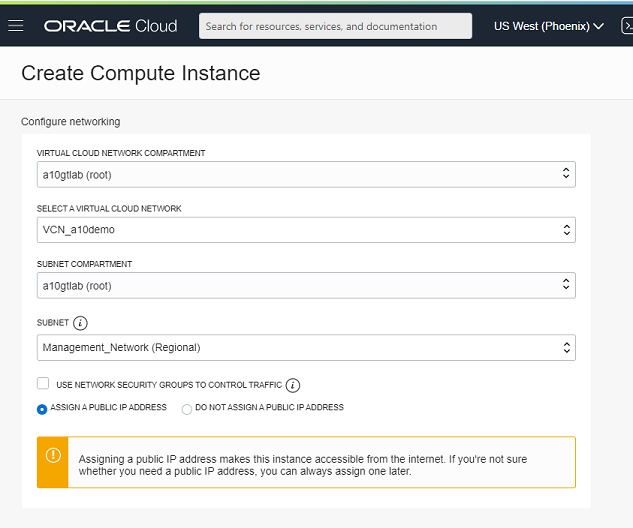 ORACLE Cloud
Search for resources, services, and documentation
US West (Phoenix)
Create Compute Instance
Configure networking
VIRTUAL CLOUD NETWORK COMPARTMENT
a10gtlab (root)
SELECT A VIRTUAL CLOUD NETWORK
VCN_a10demo
SUBNET COMPARTMENT
a10gtlab (root)
SUBNET i
Management_Network (Regional)
USE NETWORK SECURITY GROUPS TO CONTROL TRAFFIC i
ASSIGN A PUBLIC IP ADDRESS DO NOT ASSIGN A PUBLIC IP ADDRESS
Assigning a public IP address makes this instance accessible from the internet. If you're not sure
whether you need a public IP address, you can always assign one later.